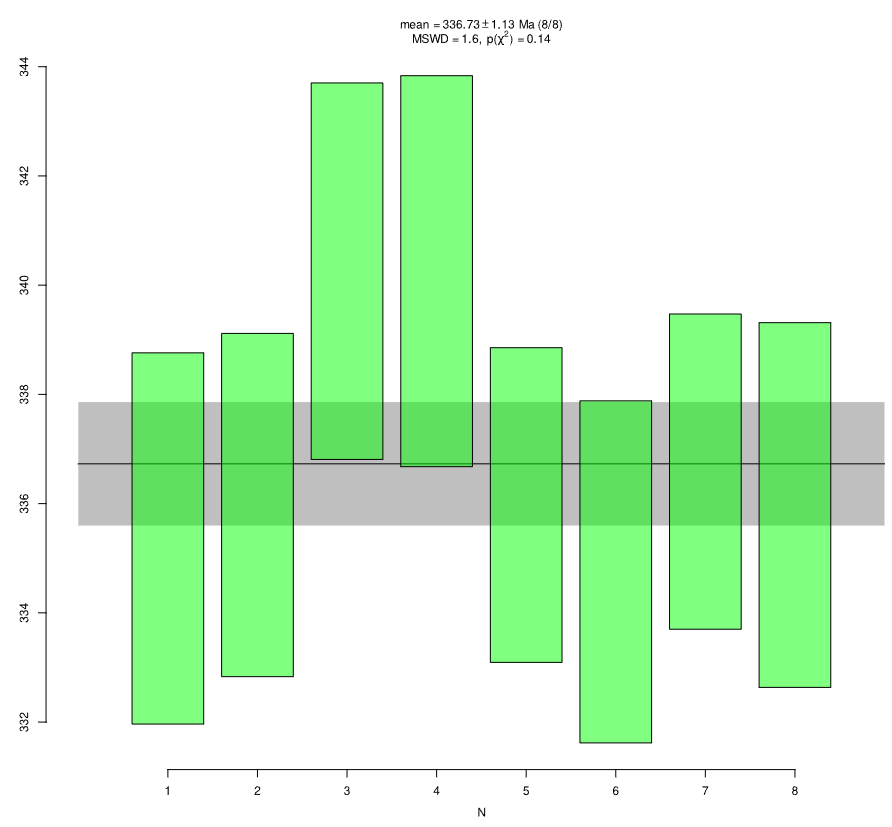 mean = 336.73 ± 1.13 Ma (8/8)
MSWD = 1.6, p(χ²) = 0.14
344
342
340
338
336
334
332
1 2 3 4 5 6 7 8
N